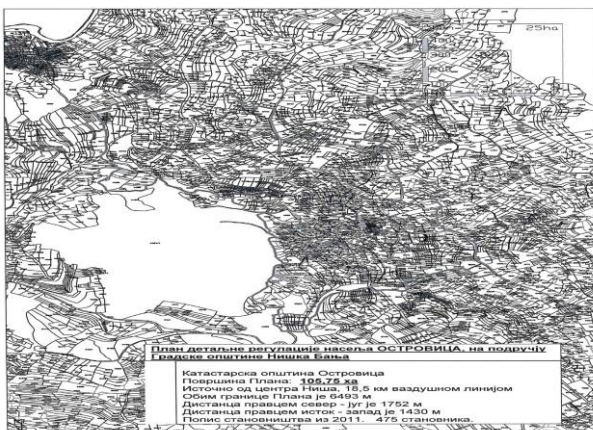 25ha
План детаљне регулације насеља ОСТРОВИЦА, на подручју
Градске општине Нишка Бања
Катастарска општина Островица
Површина Плана: 105,75 ха
Источно од центра Ниша, 18,5 км ваздушном линијом
Обим границе Плана је 6493 м
Дистанца правцем север - југ је 1752 м
Дистанца правцем исток - запад је 1430 м
Попис становништва из 2011. 475 становника.